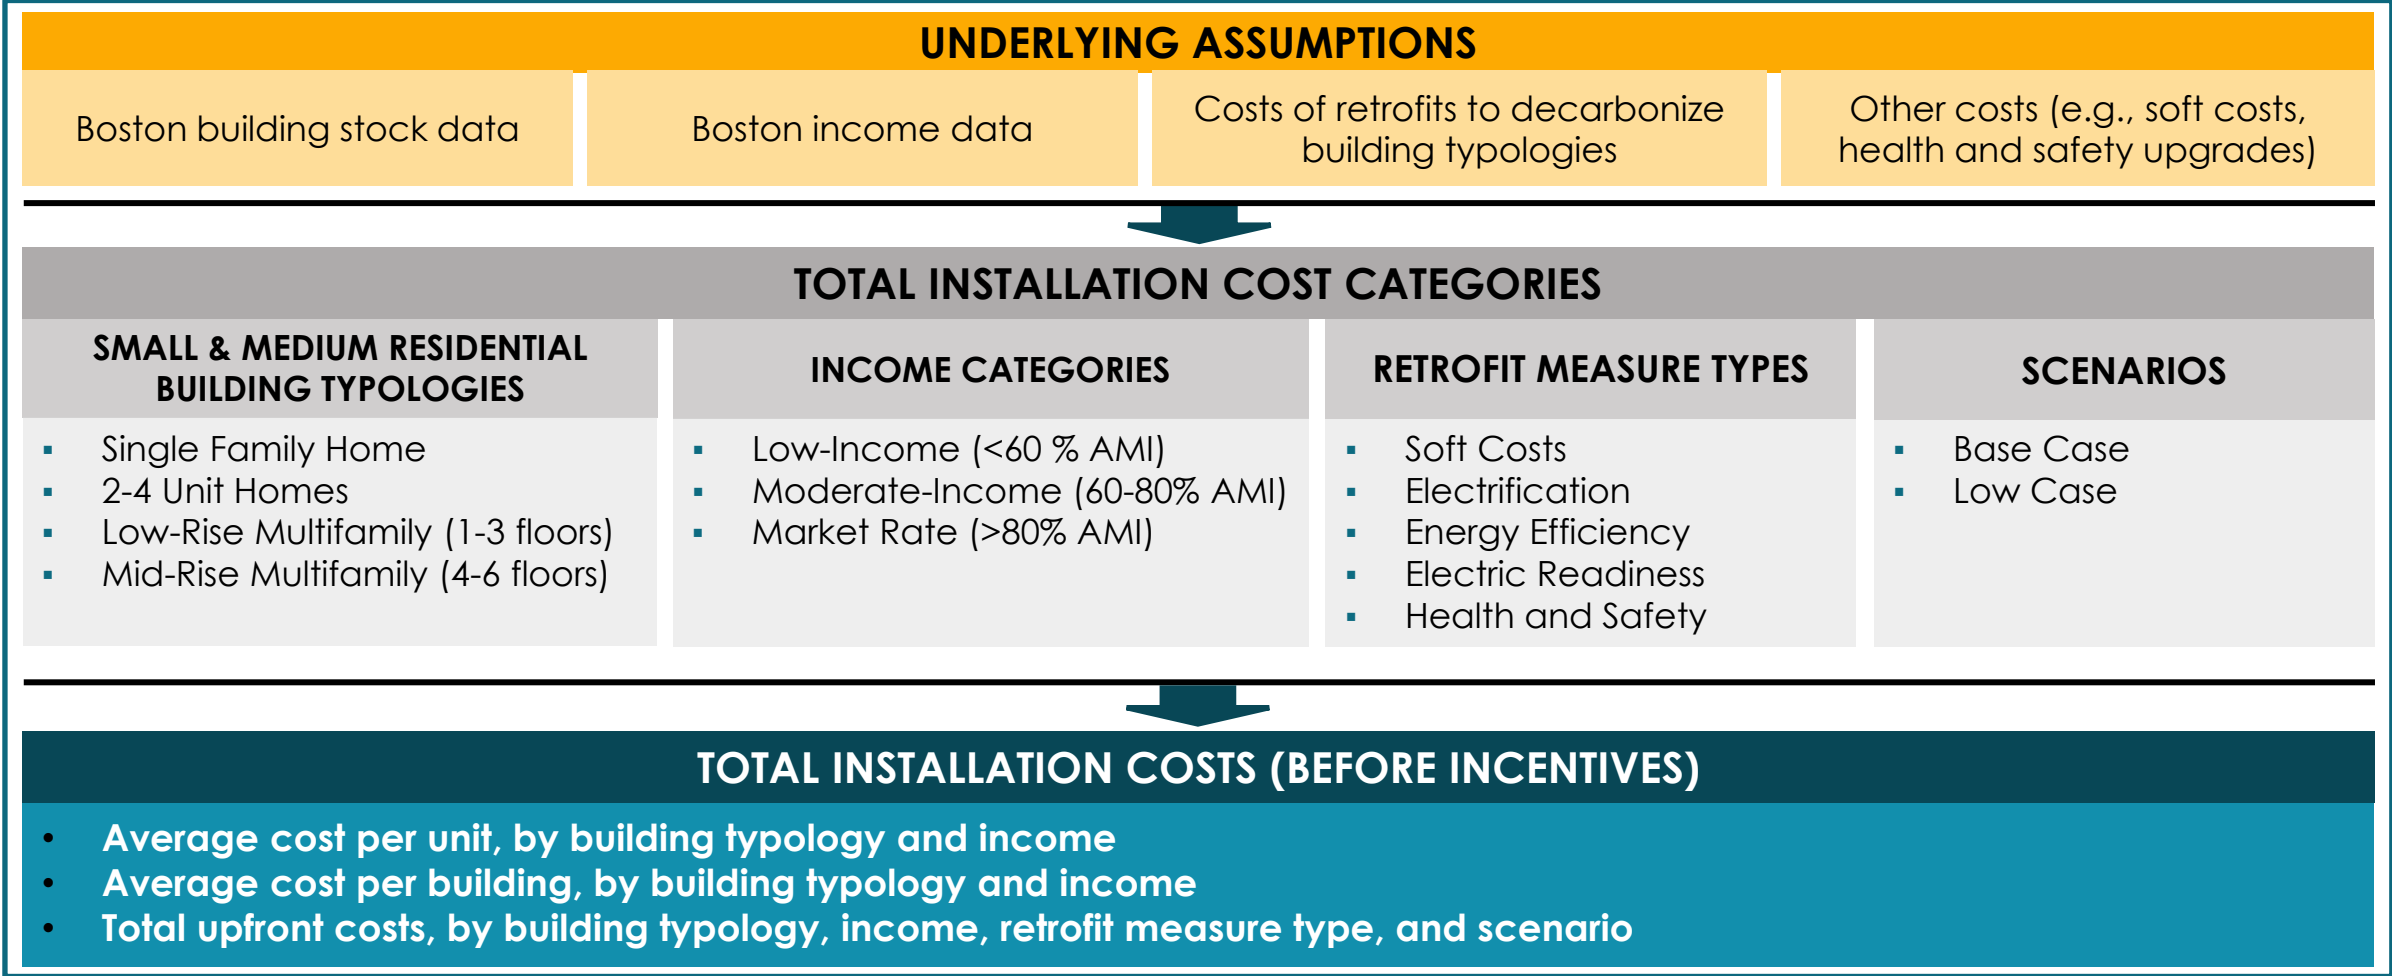 UNDERLYING ASSUMPTIONS
Boston building stock data
Boston income data
Costs of retrofits to decarbonize
building typologies
Other costs (e.g., soft costs,
health and safety upgrades)
TOTAL INSTALLATION COST CATEGORIES
SMALL & MEDIUM RESIDENTIAL
BUILDING TYPOLOGIES
▪ Single Family Home
▪ 2-4 Unit Homes
▪ Low-Rise Multifamily (1-3 floors)
▪ Mid-Rise Multifamily (4-6 floors)
INCOME CATEGORIES
▪ Low-Income (<60 % AMI)
▪ Moderate-Income (60-80% AMI)
▪ Market Rate (>80% AMI)
RETROFIT MEASURE TYPES
▪ Soft Costs
▪ Electrification
▪ Energy Efficiency
▪ Electric Readiness
▪ Health and Safety
SCENARIOS
▪ Base Case
▪ Low Case
TOTAL INSTALLATION COSTS (BEFORE INCENTIVES)
• Average cost per unit, by building typology and income
• Average cost per building, by building typology and income
• Total upfront costs, by building typology, income, retrofit measure type, and scenario